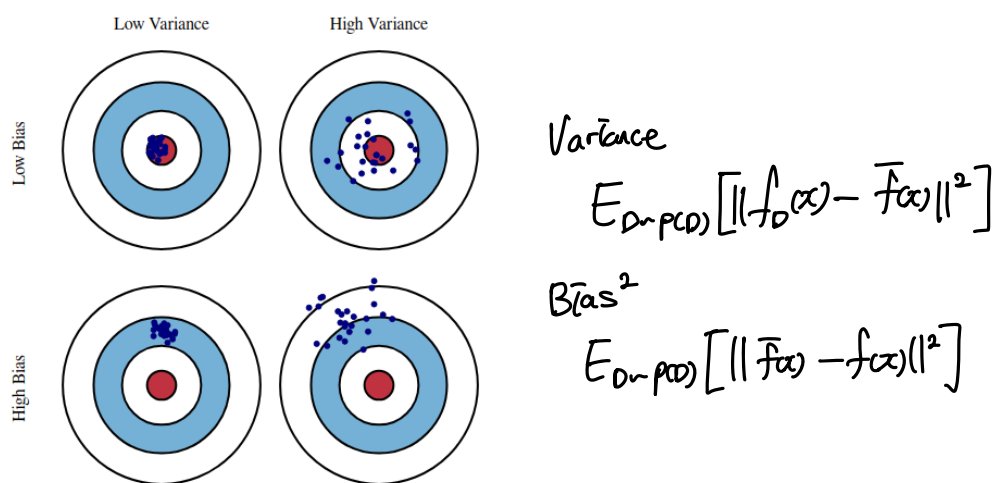 Low Variance
High Variance
Low Bias
High Bias
Variance
E_{D~p(D)}[||f_D(x) − f̄(x)||²]
Bias²
E_{D~p(D)}[||f̄(x) − f(x)||²]